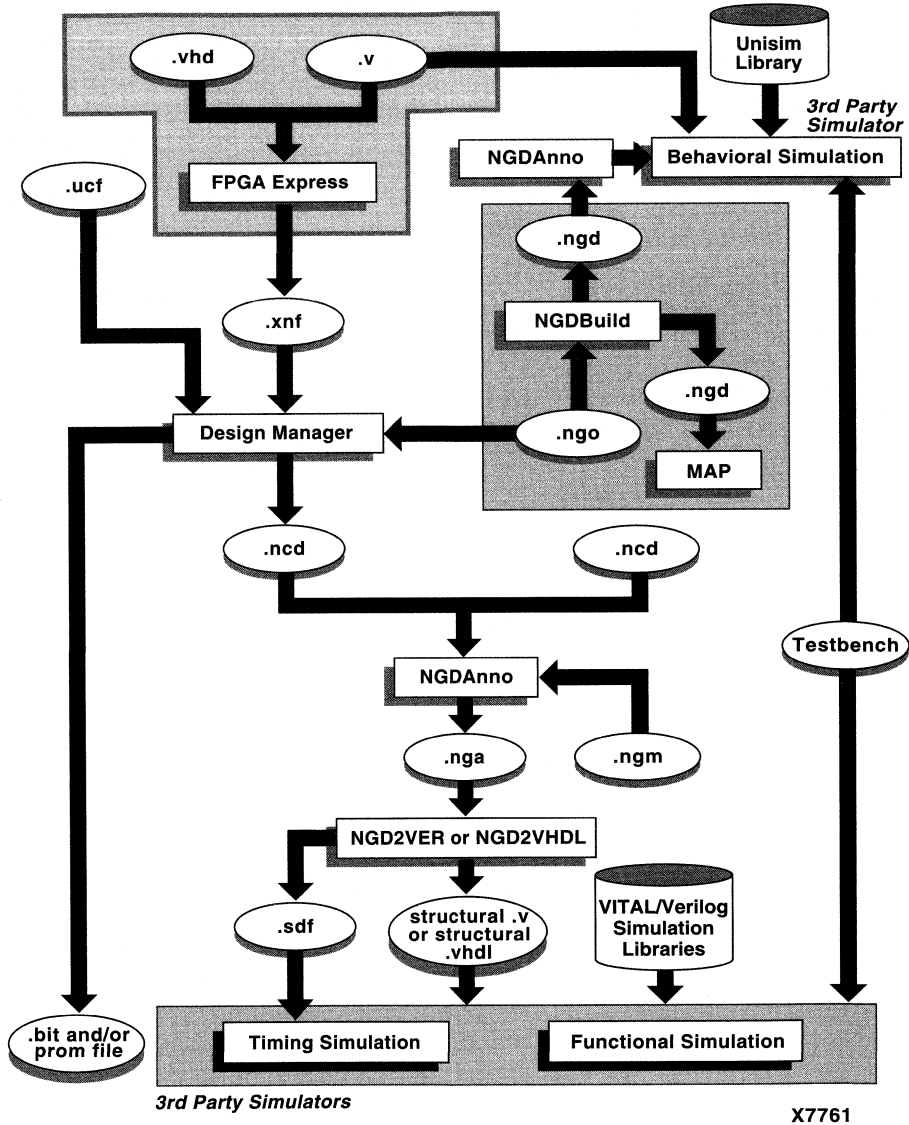 .vhd
.v
Unisim
Library
3rd Party
Simulator
NGDAnno
Behavioral Simulation
.ucf
FPGA Express
.ngd
.xnf
NGDBuild
.ngd
Design Manager
.ngo
MAP
.ncd
.ncd
Testbench
NGDAnno
.nga
.ngm
NGD2VER or NGD2VHDL
.sdf
structural .v
or structural
.vhdl
VITAL/Verilog
Simulation
Libraries
.bit and/or
prom file
Timing Simulation
Functional Simulation
3rd Party Simulators
X7761